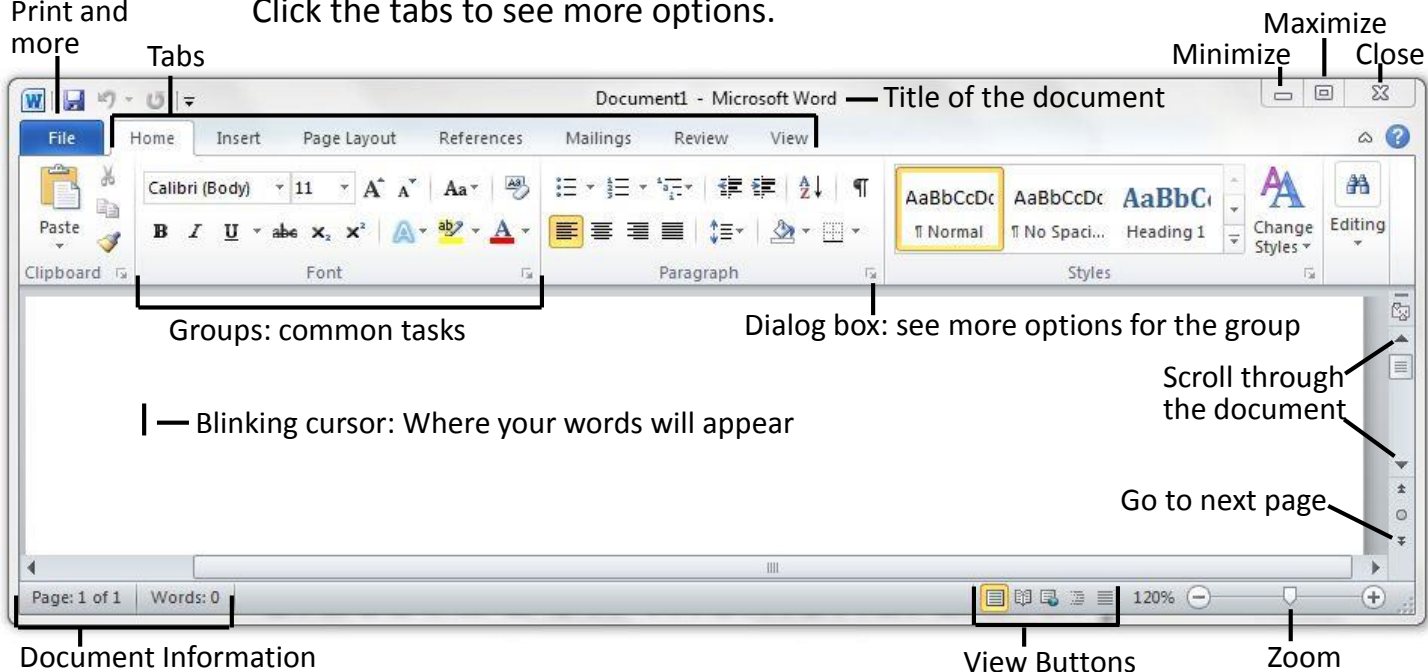 Print and
more
Click the tabs to see more options.
Tabs
Maximize
Minimize
Close
W
Document1 - Microsoft Word
Title of the document
File Home Insert Page Layout References Mailings Review View
Paste
Calibri (Body) 11 A A Aa
B I U abc X₂ X² A ab A
A Z ¶
AaBbCcDc AaBbCcDc AaBbC
¶ Normal ¶ No Spaci... Heading 1
Change
Styles
Editing
Clipboard Font Paragraph Styles
Groups: common tasks
Dialog box: see more options for the group
Scroll through
the document
Blinking cursor: Where your words will appear
Go to next page
Page: 1 of 1 Words: 0 120%
Document Information
View Buttons
Zoom